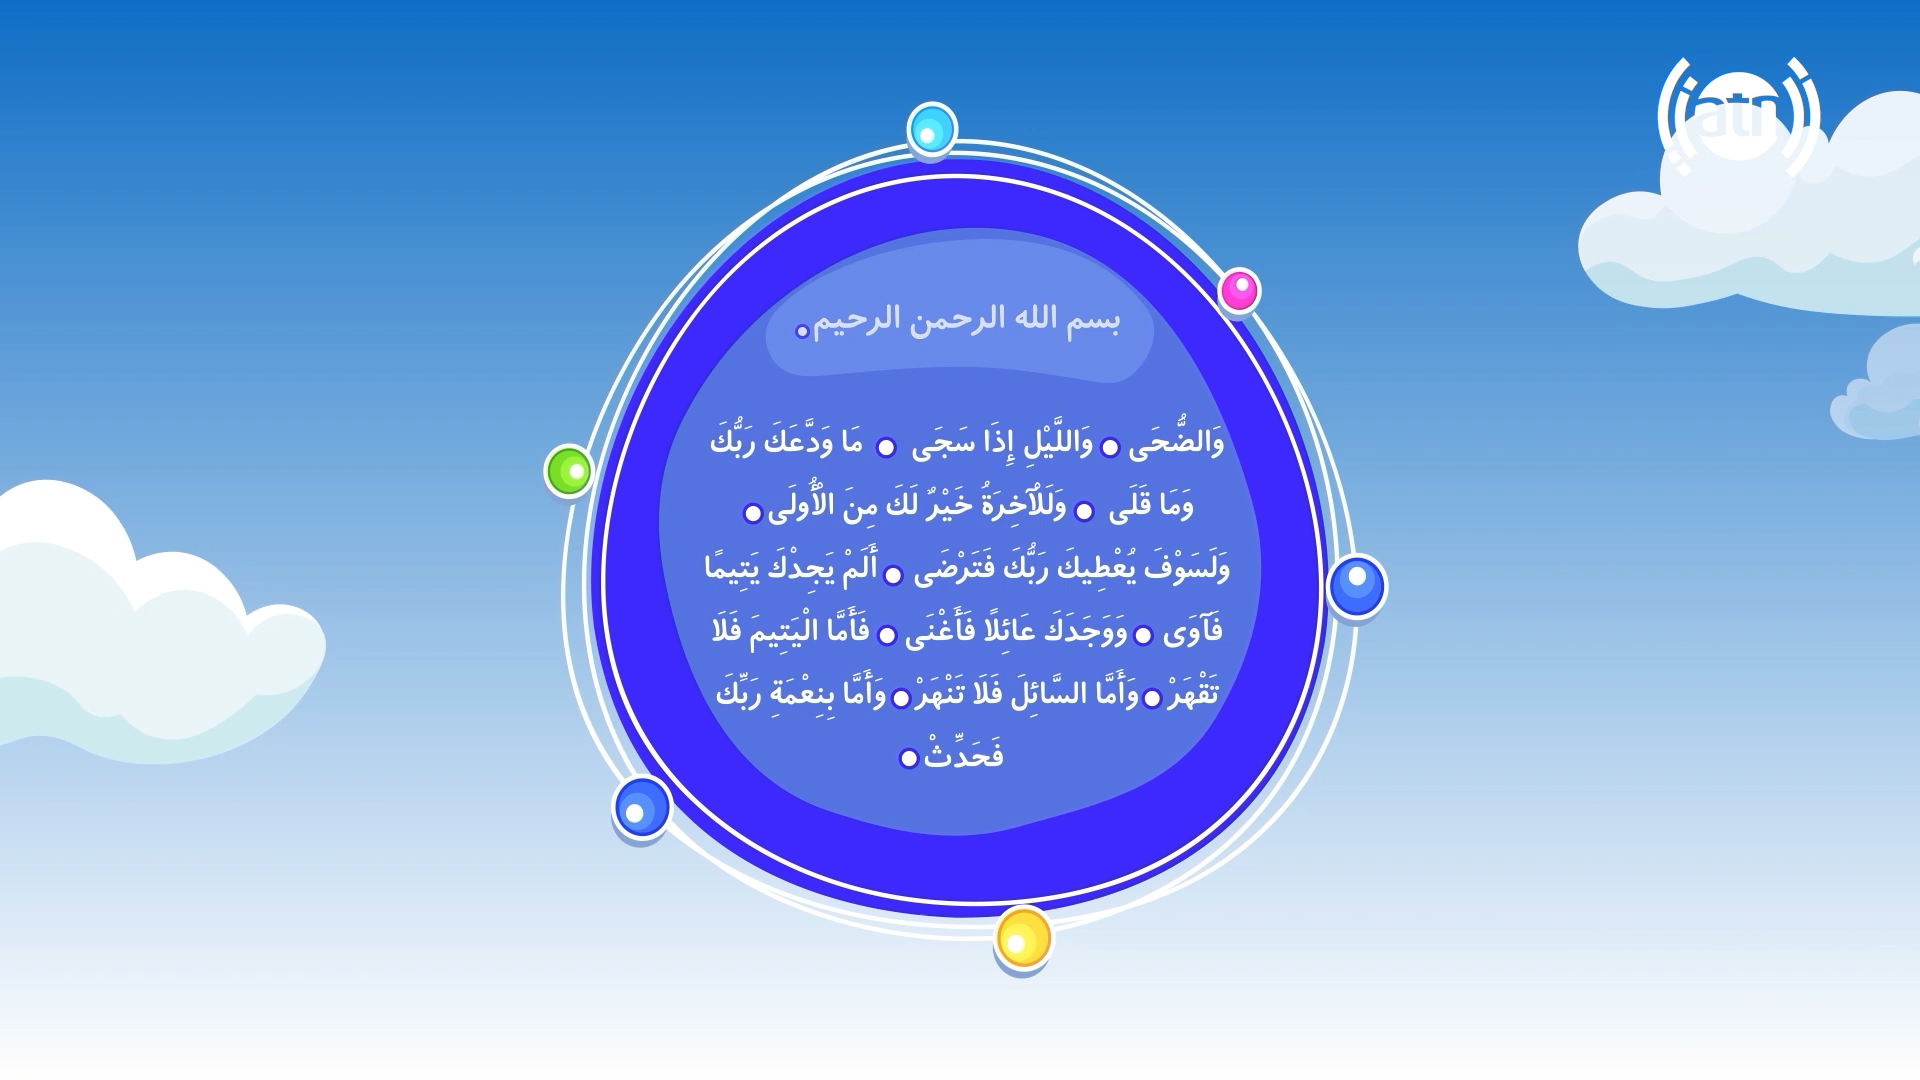 atn
بسم الله الرحمن الرحيم
وَالضُّحَى وَاللَّيْلِ إِذَا سَجَى مَا وَدَّعَكَ رَبُّكَ
وَمَا قَلَى وَلَلْآخِرَةُ خَيْرٌ لَكَ مِنَ الْأُولَى
وَلَسَوْفَ يُعْطِيكَ رَبُّكَ فَتَرْضَى أَلَمْ يَجِدْكَ يَتِيمًا
فَآوَى وَوَجَدَكَ عَائِلًا فَأَغْنَى فَأَمَّا الْيَتِيمَ فَلَا
تَقْهَرْ وَأَمَّا السَّائِلَ فَلَا تَنْهَرْ وَأَمَّا بِنِعْمَةِ رَبِّكَ
فَحَدِّثْ